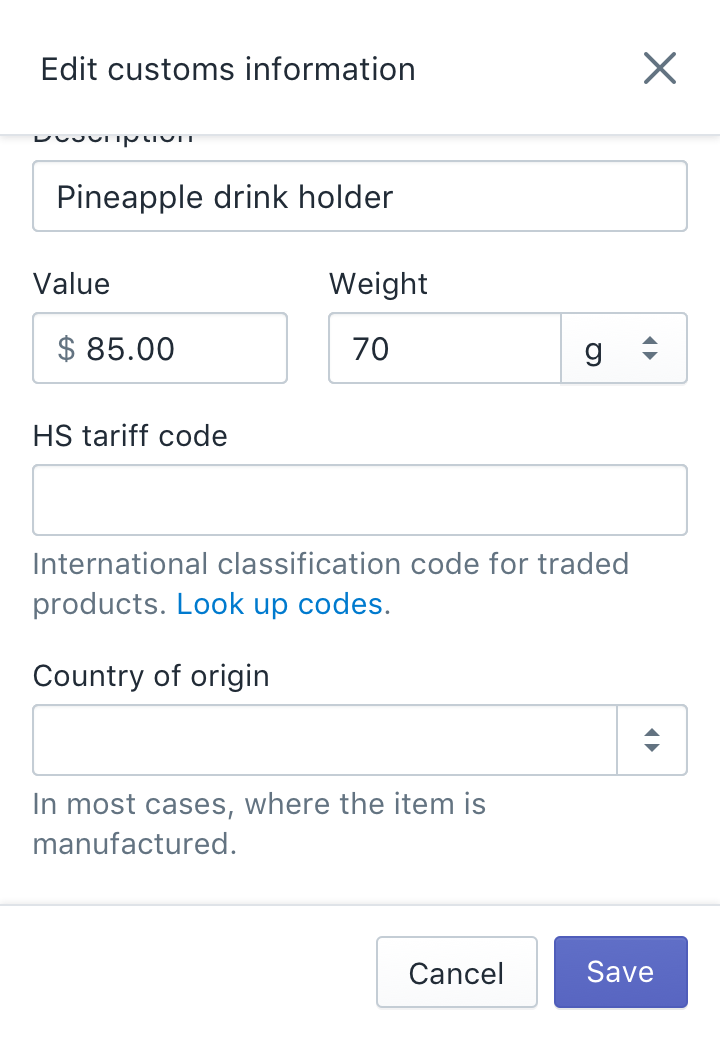 Edit customs information
Description
Pineapple drink holder
Value Weight
$ 85.00 70 g
HS tariff code
International classification code for traded
products. Look up codes.
Country of origin
In most cases, where the item is
manufactured.
Cancel Save